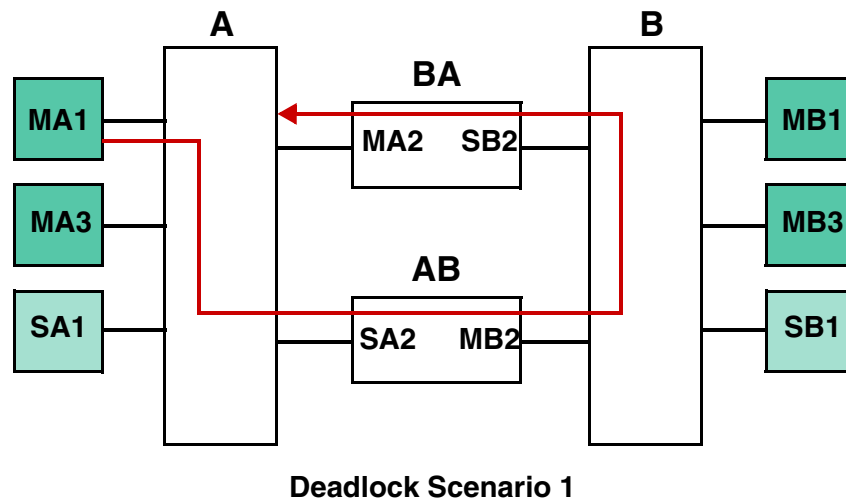 A B
BA
MA1 MA2 SB2 MB1
MA3 MB3
AB
SA1 SA2 MB2 SB1
Deadlock Scenario 1